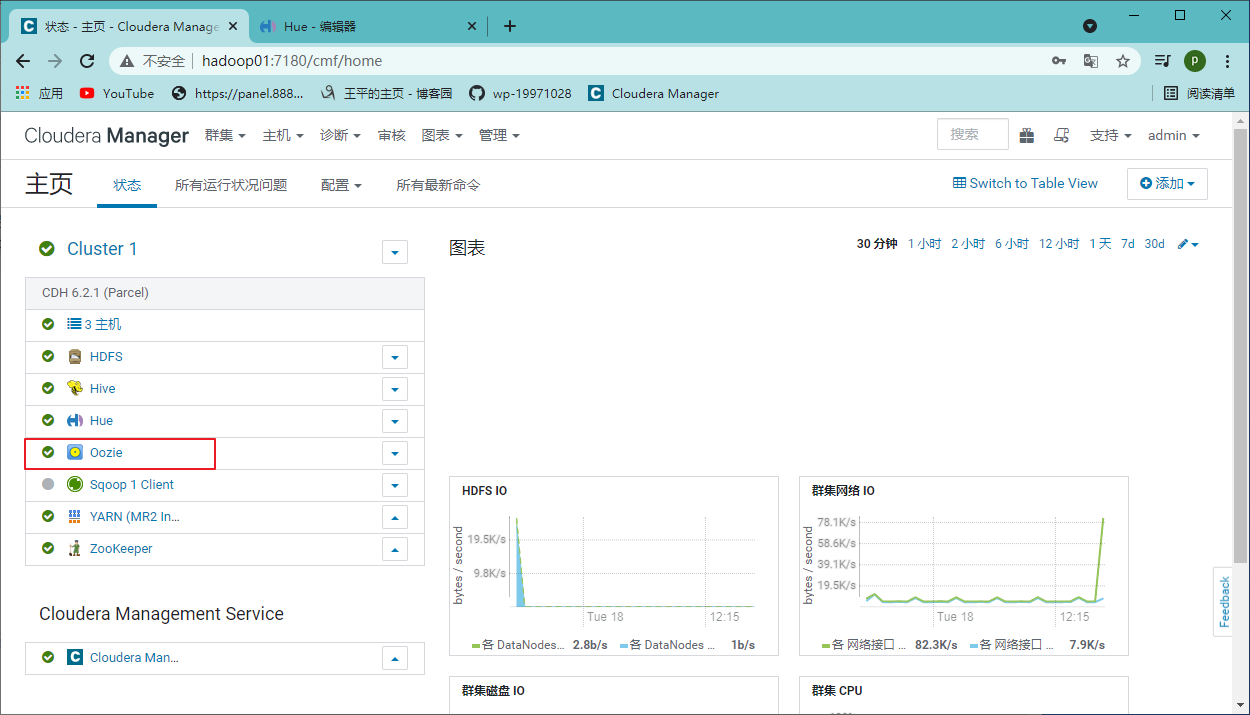 状态 - 主页 - Cloudera Manage
Hue - 编辑器
不安全 hadoop01:7180/cmf/home
P
应用 YouTube https://panel.888... 王平的主页 - 博客园 wp-19971028 Cloudera Manager 阅读清单
Cloudera Manager 群集 主机 诊断 审核 图表 管理 搜索 支持 admin
主页 状态 所有运行状况问题 配置 所有最新命令 Switch to Table View 添加
Cluster 1
CDH 6.2.1 (Parcel)
3 主机
HDFS
Hive
Hue
Oozie
Sqoop 1 Client
YARN (MR2 In...
ZooKeeper
Cloudera Management Service
Cloudera Man...
图表
30 分钟 1 小时 2 小时 6 小时 12 小时 1 天 7d 30d
HDFS IO
bytes / second
19.5K/s
9.8K/s
Tue 18 12:15
各 DataNodes... 2.8b/s 各 DataNodes ... 1b/s
群集网络 IO
bytes / second
78.1K/s
58.6K/s
39.1K/s
19.5K/s
Tue 18 12:15
各 网络接口 ... 82.3K/s 各 网络接口 ... 7.9K/s
群集磁盘 IO
群集 CPU
Feedback